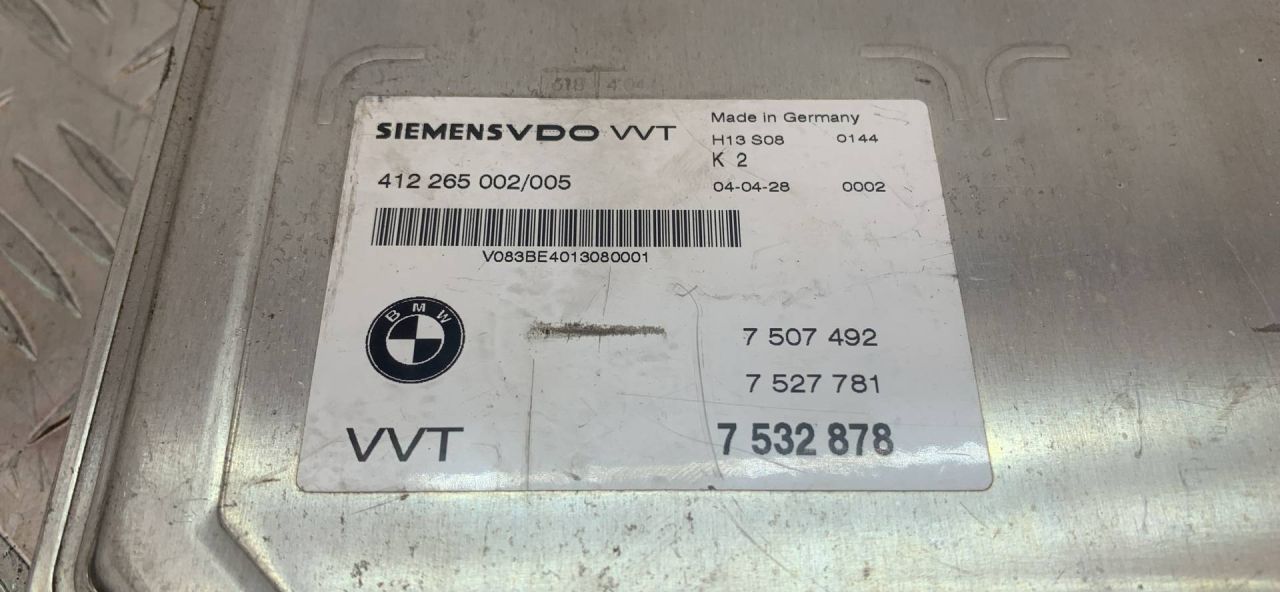 SIEMENSVDO VVT
Made in Germany
H13 S08 0144
K 2
412 265 002/005
04-04-28 0002
V083BE4013080001
BMW
7 507 492
7 527 781
VVT
7 532 878